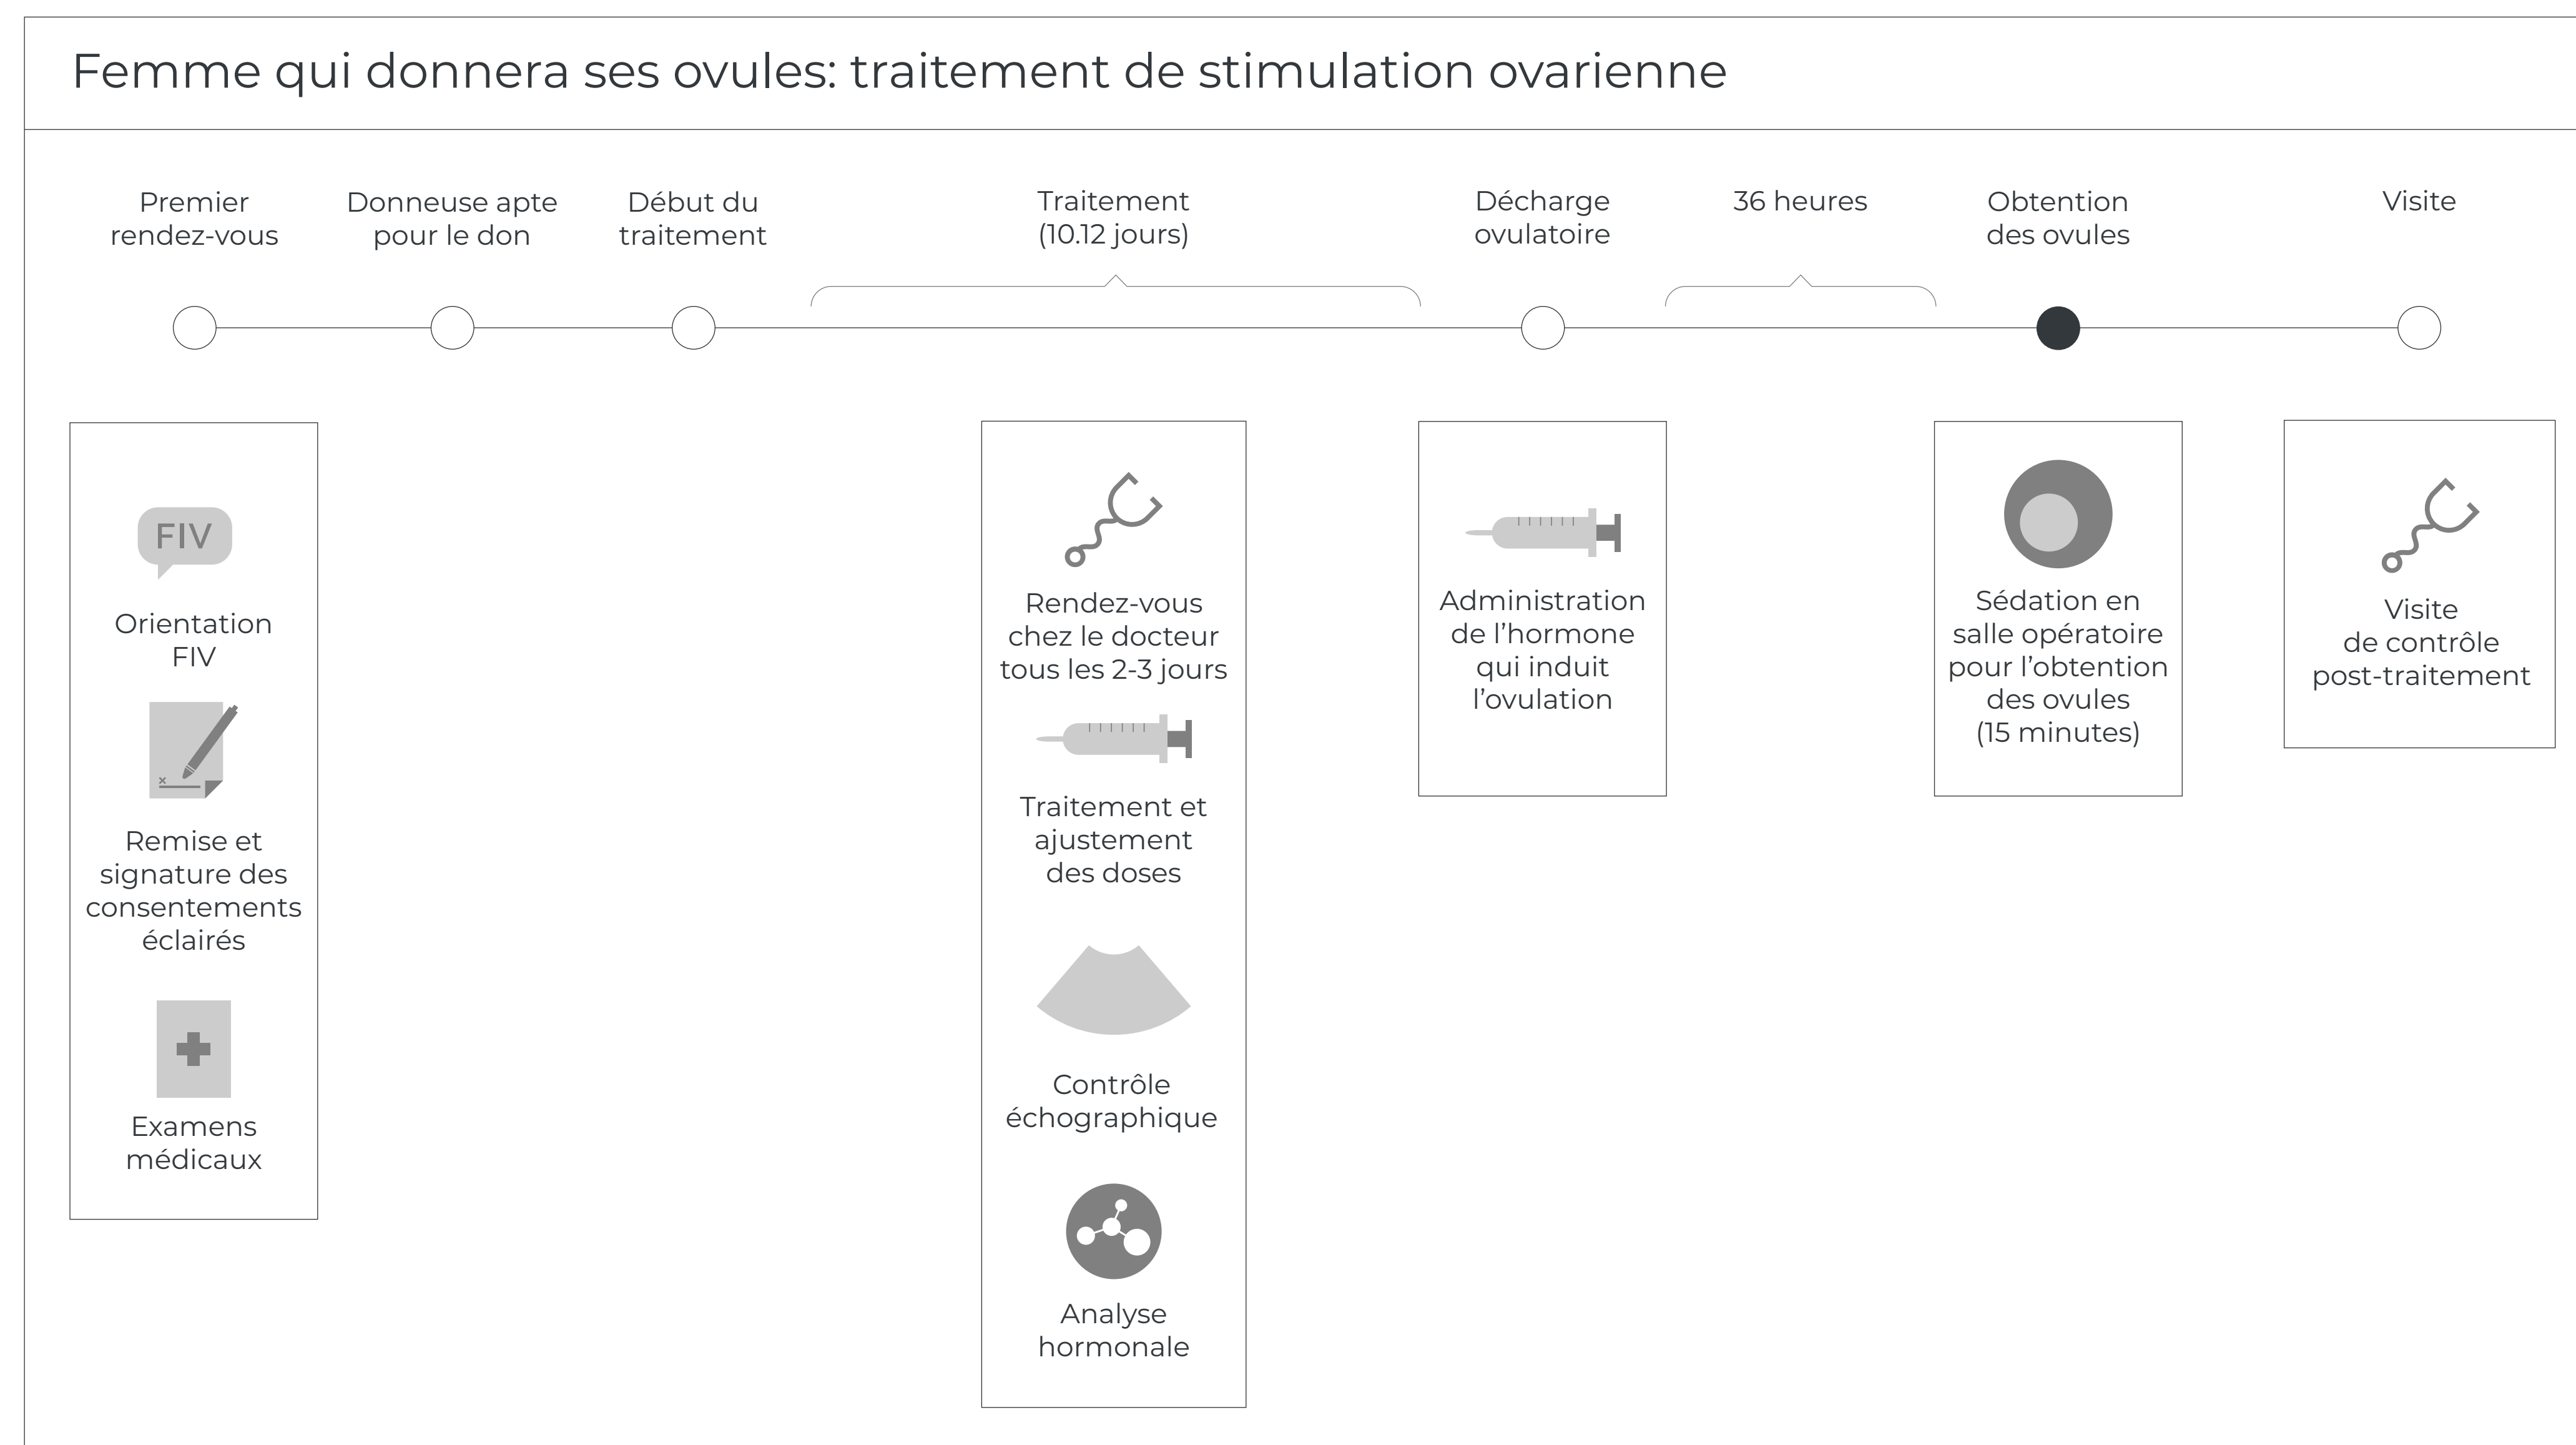 Femme qui donnera ses ovules: traitement de stimulation ovarienne
Premier
rendez-vous
Donneuse apte
pour le don
Début du
traitement
Traitement
(10.12 jours)
Décharge
ovulatoire
36 heures
Obtention
des ovules
Visite
FIV
Orientation
FIV
Remise et
signature des
consentements
éclairés
Examens
médicaux
Rendez-vous
chez le docteur
tous les 2-3 jours
Traitement et
ajustement
des doses
Contrôle
échographique
Analyse
hormonale
Administration
de l’hormone
qui induit
l’ovulation
Sédation en
salle opératoire
pour l’obtention
des ovules
(15 minutes)
Visite
de contrôle
post-traitement